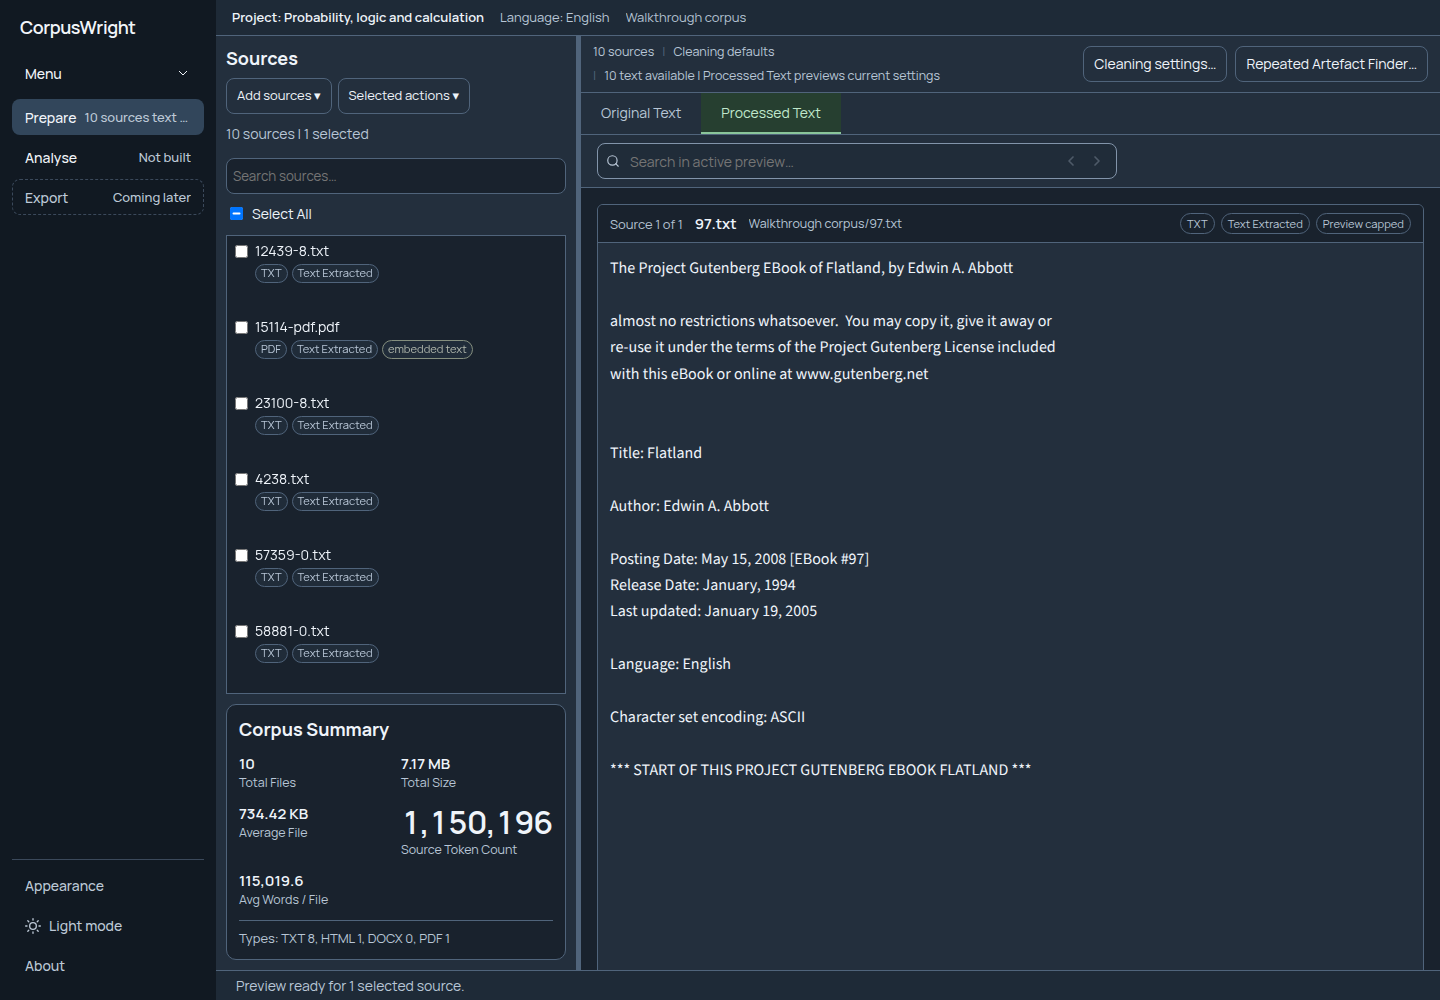 CorpusWright
Menu
Prepare 10 sources text ...
Analyse Not built
Export Coming later
Appearance
Light mode
About
Project: Probability, logic and calculation Language: English Walkthrough corpus
Sources
Add sources ▾ Selected actions ▾
10 sources | 1 selected
Search sources...
Select All
12439-8.txt
TXT Text Extracted
15114-pdf.pdf
PDF Text Extracted embedded text
23100-8.txt
TXT Text Extracted
4238.txt
TXT Text Extracted
57359-0.txt
TXT Text Extracted
58881-0.txt
TXT Text Extracted
Corpus Summary
10 7.17 MB
Total Files Total Size
734.42 KB 1,150,196
Average File Source Token Count
115,019.6
Avg Words / File
Types: TXT 8, HTML 1, DOCX 0, PDF 1
10 sources | Cleaning defaults
| 10 text available | Processed Text previews current settings
Cleaning settings... Repeated Artefact Finder...
Original Text Processed Text
Search in active preview...
Source 1 of 1 97.txt Walkthrough corpus/97.txt TXT Text Extracted Preview capped
The Project Gutenberg EBook of Flatland, by Edwin A. Abbott
almost no restrictions whatsoever.  You may copy it, give it away or
re-use it under the terms of the Project Gutenberg License included
with this eBook or online at www.gutenberg.net
Title: Flatland
Author: Edwin A. Abbott
Posting Date: May 15, 2008 [EBook #97]
Release Date: January, 1994
Last updated: January 19, 2005
Language: English
Character set encoding: ASCII
*** START OF THIS PROJECT GUTENBERG EBOOK FLATLAND ***
Preview ready for 1 selected source.